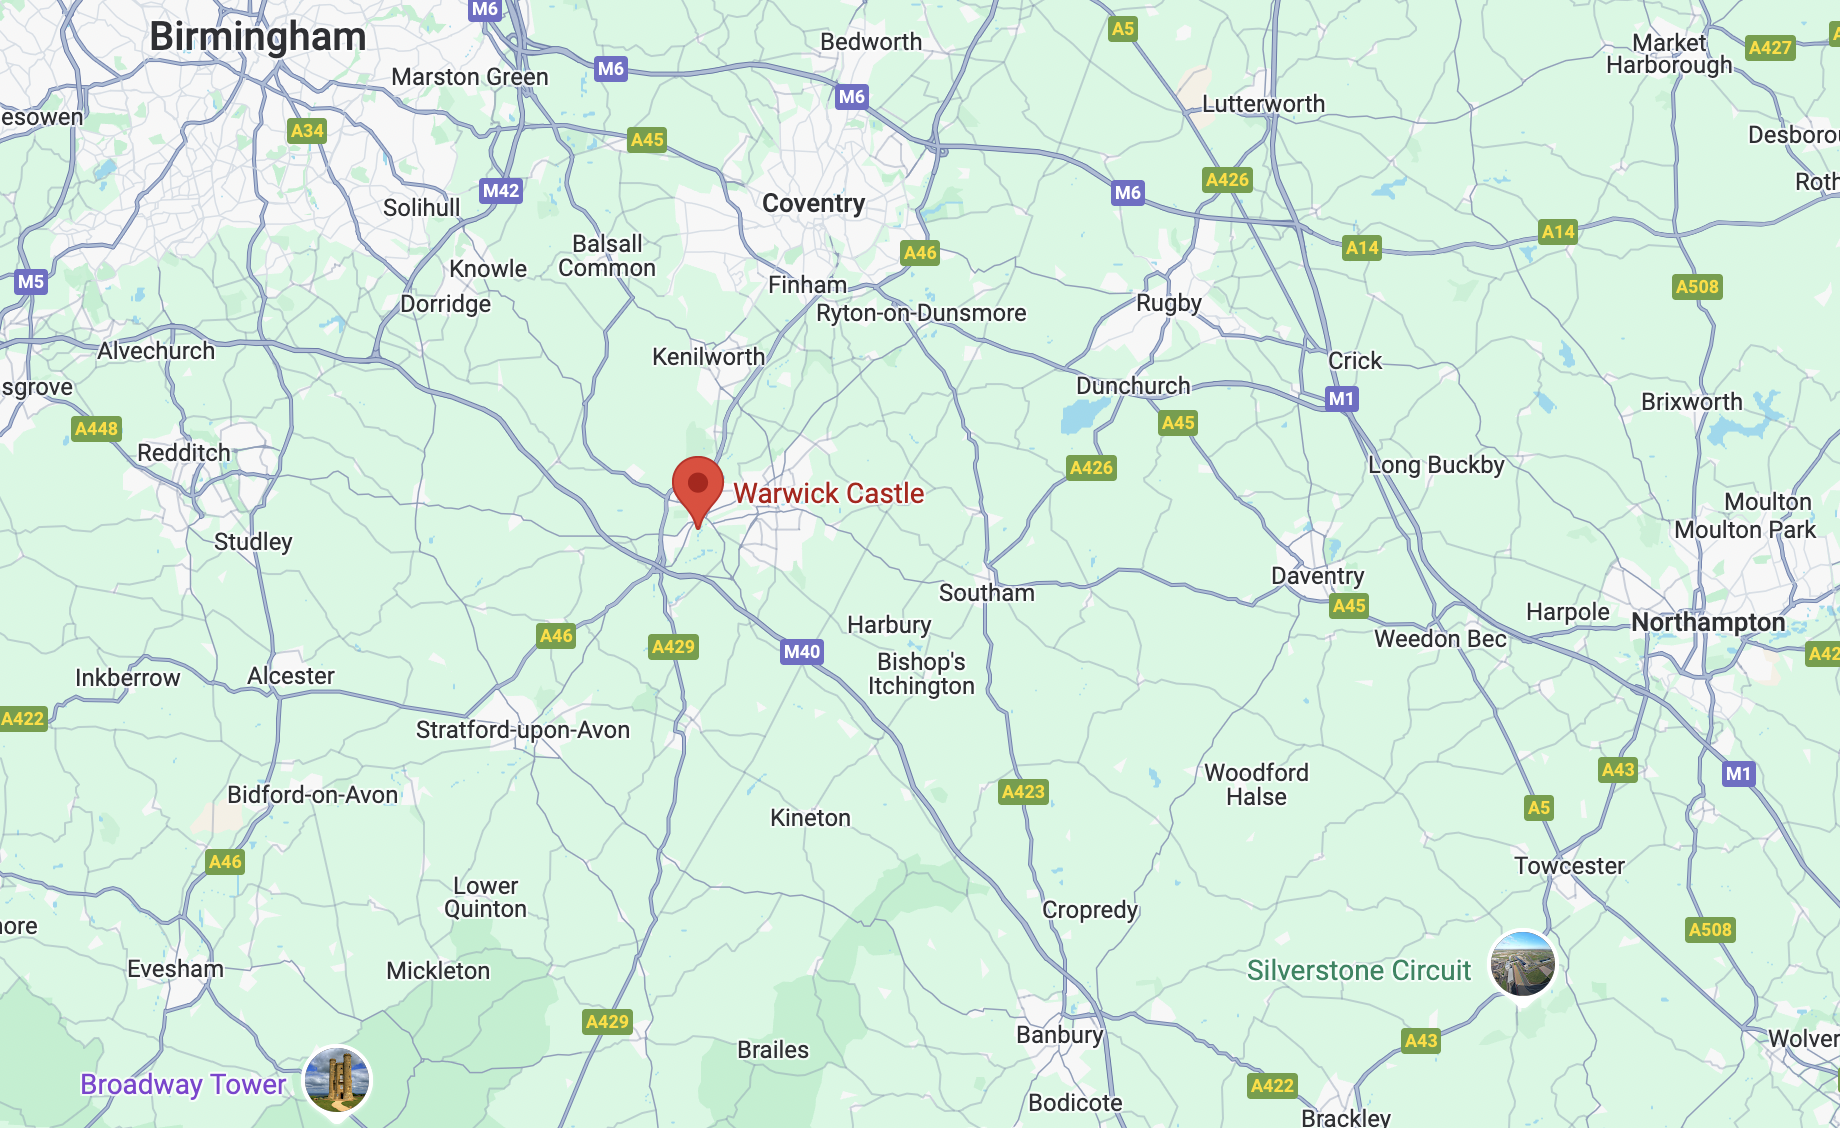 M6
Birmingham
A5
Bedworth
Market
Harborough
A427
Marston Green
M6
M6
Lutterworth
esowen
A34
A45
Desborou
M42
A426
M6
Roth
Solihull
Coventry
Balsall
Common
A46
A14
A14
Knowle
M5
Finham
A508
Dorridge
Rugby
Ryton-on-Dunsmore
Alvechurch
Kenilworth
Crick
sgrove
Dunchurch
M1
Brixworth
A448
A45
Redditch
A426
Long Buckby
Warwick Castle
Moulton
Moulton Park
Studley
Daventry
Southam
A45
Harpole
Northampton
Harbury
A46
A429
M40
Weedon Bec
A42
Bishop's
Itchington
Inkberrow
Alcester
A422
Stratford-upon-Avon
Woodford
Halse
A43
M1
Bidford-on-Avon
A423
A5
Kineton
A46
Towcester
Lower
Quinton
Cropredy
ore
A508
Evesham
Mickleton
Silverstone Circuit
A429
Banbury
A43
Wolver
Brailes
Broadway Tower
A422
Bodicote
Brackley